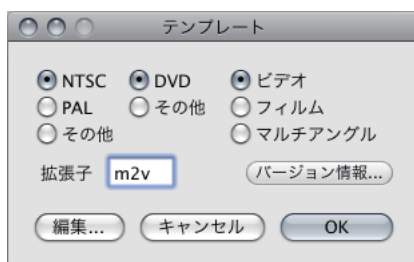 テンプレート
NTSC DVD ビデオ
PAL その他 フィルム
その他 マルチアングル
拡張子 m2v バージョン情報...
編集... キャンセル OK